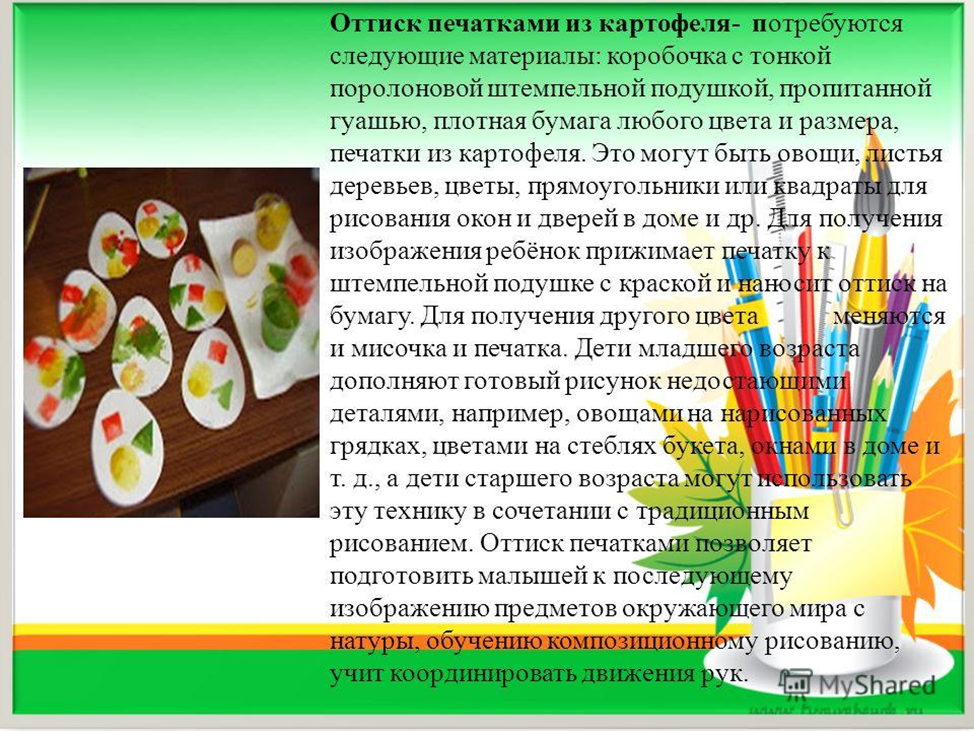 Оттиск печатками из картофеля- потребуются
следующие материалы: коробочка с тонкой
поролоновой штемпельной подушкой, пропитанной
гуашью, плотная бумага любого цвета и размера,
печатки из картофеля. Это могут быть овощи, листья
деревьев, цветы, прямоугольники или квадраты для
рисования окон и дверей в доме и др. Для получения
изображения ребёнок прижимает печатку к
штемпельной подушке с краской и наносит оттиск на
бумагу. Для получения другого цвета меняются
и мисочка и печатка. Дети младшего возраста
дополняют готовый рисунок недостающими
деталями, например, овощами на нарисованных
грядках, цветами на стеблях букета, окнами в доме и
т. д., а дети старшего возраста могут использовать
эту технику в сочетании с традиционным
рисованием. Оттиск печатками позволяет
подготовить малышей к последующему
изображению предметов окружающего мира с
натуры, обучению композиционному рисованию,
учит координировать движения рук.
MyShared